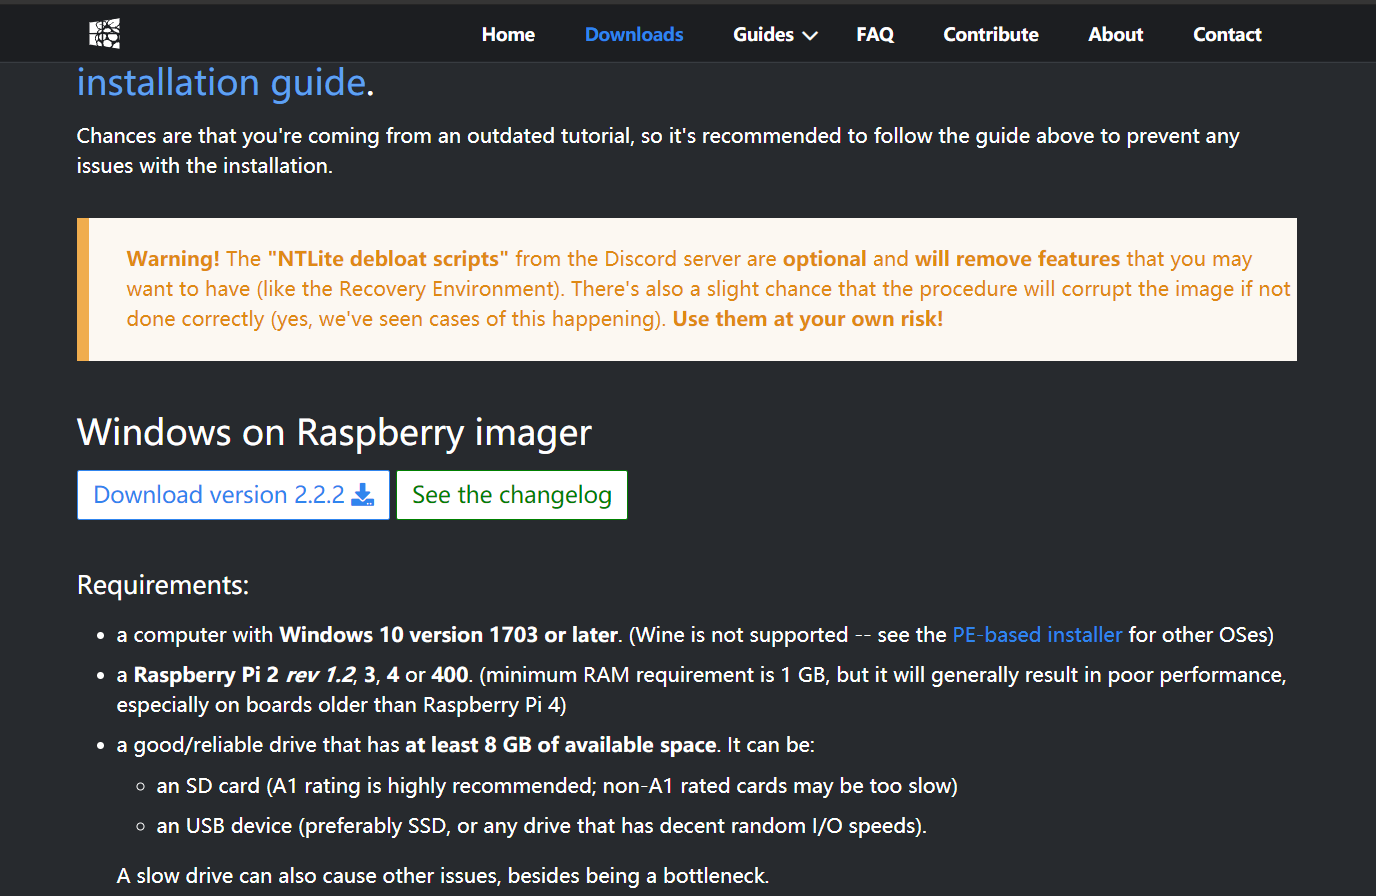 Home Downloads Guides FAQ Contribute About Contact
installation guide.
Chances are that you're coming from an outdated tutorial, so it's recommended to follow the guide above to prevent any
issues with the installation.
Warning! The "NTLite debloat scripts" from the Discord server are optional and will remove features that you may
want to have (like the Recovery Environment). There's also a slight chance that the procedure will corrupt the image if not
done correctly (yes, we've seen cases of this happening). Use them at your own risk!
Windows on Raspberry imager
Download version 2.2.2 See the changelog
Requirements:
• a computer with Windows 10 version 1703 or later. (Wine is not supported -- see the PE-based installer for other OSes)
• a Raspberry Pi 2 rev 1.2, 3, 4 or 400. (minimum RAM requirement is 1 GB, but it will generally result in poor performance,
especially on boards older than Raspberry Pi 4)
• a good/reliable drive that has at least 8 GB of available space. It can be:
◦ an SD card (A1 rating is highly recommended; non-A1 rated cards may be too slow)
◦ an USB device (preferably SSD, or any drive that has decent random I/O speeds).
A slow drive can also cause other issues, besides being a bottleneck.